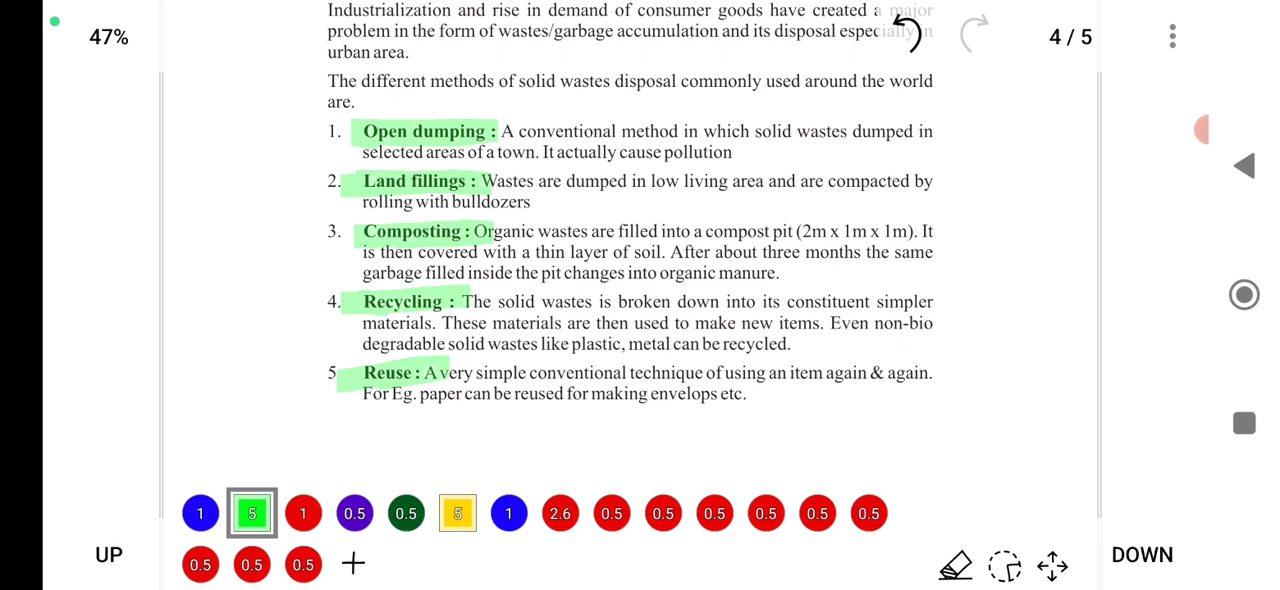 Industrialization and rise in demand of consumer goods have created a major
47%
4 / 5
problem in the form of wastes/garbage accumulation and its disposal especially in
urban area.
The different methods of solid wastes disposal commonly used around the world
are.
1. Open dumping : A conventional method in which solid wastes dumped in
selected areas of a town. It actually cause pollution
2. Land fillings : Wastes are dumped in low living area and are compacted by
rolling with bulldozers
3. Composting : Organic wastes are filled into a compost pit (2m x 1m x 1m). It
is then covered with a thin layer of soil. After about three months the same
garbage filled inside the pit changes into organic manure.
4. Recycling : The solid wastes is broken down into its constituent simpler
materials. These materials are then used to make new items. Even non-bio
degradable solid wastes like plastic, metal can be recycled.
5 Reuse : A very simple conventional technique of using an item again & again.
For Eg. paper can be reused for making envelops etc.
1 5 1 0.5 0.5 5 1 2.6 0.5 0.5 0.5 0.5 0.5 0.5
UP
DOWN
0.5 0.5 0.5 +